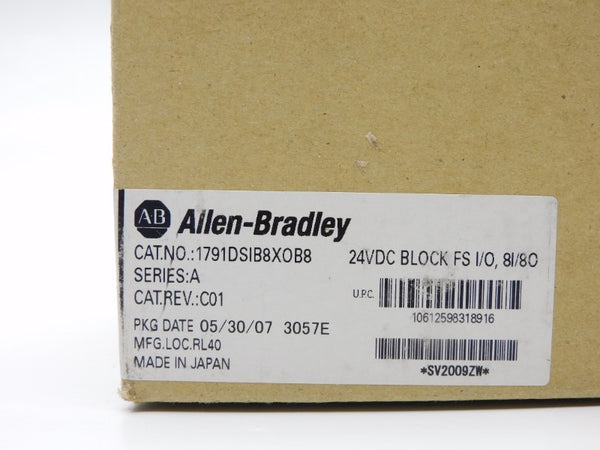 AB Allen-Bradley
CAT.NO.:1791DSIB8XOB8 24VDC BLOCK FS I/O, 8I/8O
SERIES:A
CAT.REV.:C01
U.P.C.
10612598318916
PKG DATE 05/30/07 3057E
MFG.LOC.RL40
MADE IN JAPAN
*SV2009ZW*